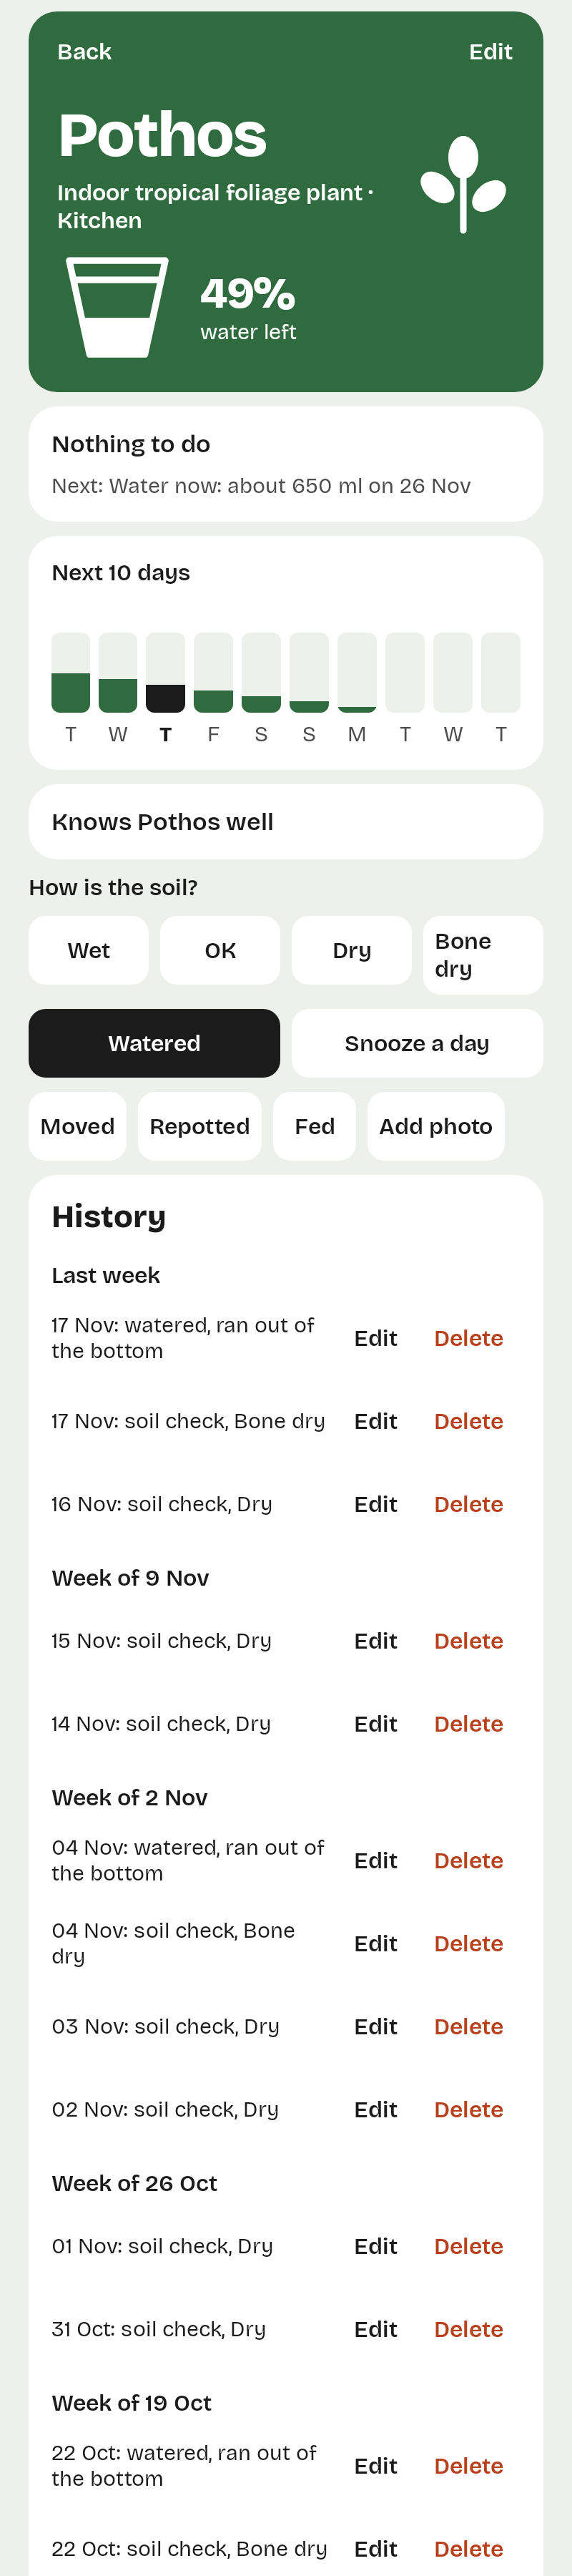 Back
Edit
Pothos
Indoor tropical foliage plant ·
Kitchen
49%
water left
Nothing to do
Next: Water now: about 650 ml on 26 Nov
Next 10 days
T W T F S S M T W T
Knows Pothos well
How is the soil?
Wet
OK
Dry
Bone
dry
Watered
Snooze a day
Moved
Repotted
Fed
Add photo
History
Last week
17 Nov: watered, ran out of
the bottom
Edit
Delete
17 Nov: soil check, Bone dry
Edit
Delete
16 Nov: soil check, Dry
Edit
Delete
Week of 9 Nov
15 Nov: soil check, Dry
Edit
Delete
14 Nov: soil check, Dry
Edit
Delete
Week of 2 Nov
04 Nov: watered, ran out of
the bottom
Edit
Delete
04 Nov: soil check, Bone
dry
Edit
Delete
03 Nov: soil check, Dry
Edit
Delete
02 Nov: soil check, Dry
Edit
Delete
Week of 26 Oct
01 Nov: soil check, Dry
Edit
Delete
31 Oct: soil check, Dry
Edit
Delete
Week of 19 Oct
22 Oct: watered, ran out of
the bottom
Edit
Delete
22 Oct: soil check, Bone dry
Edit
Delete